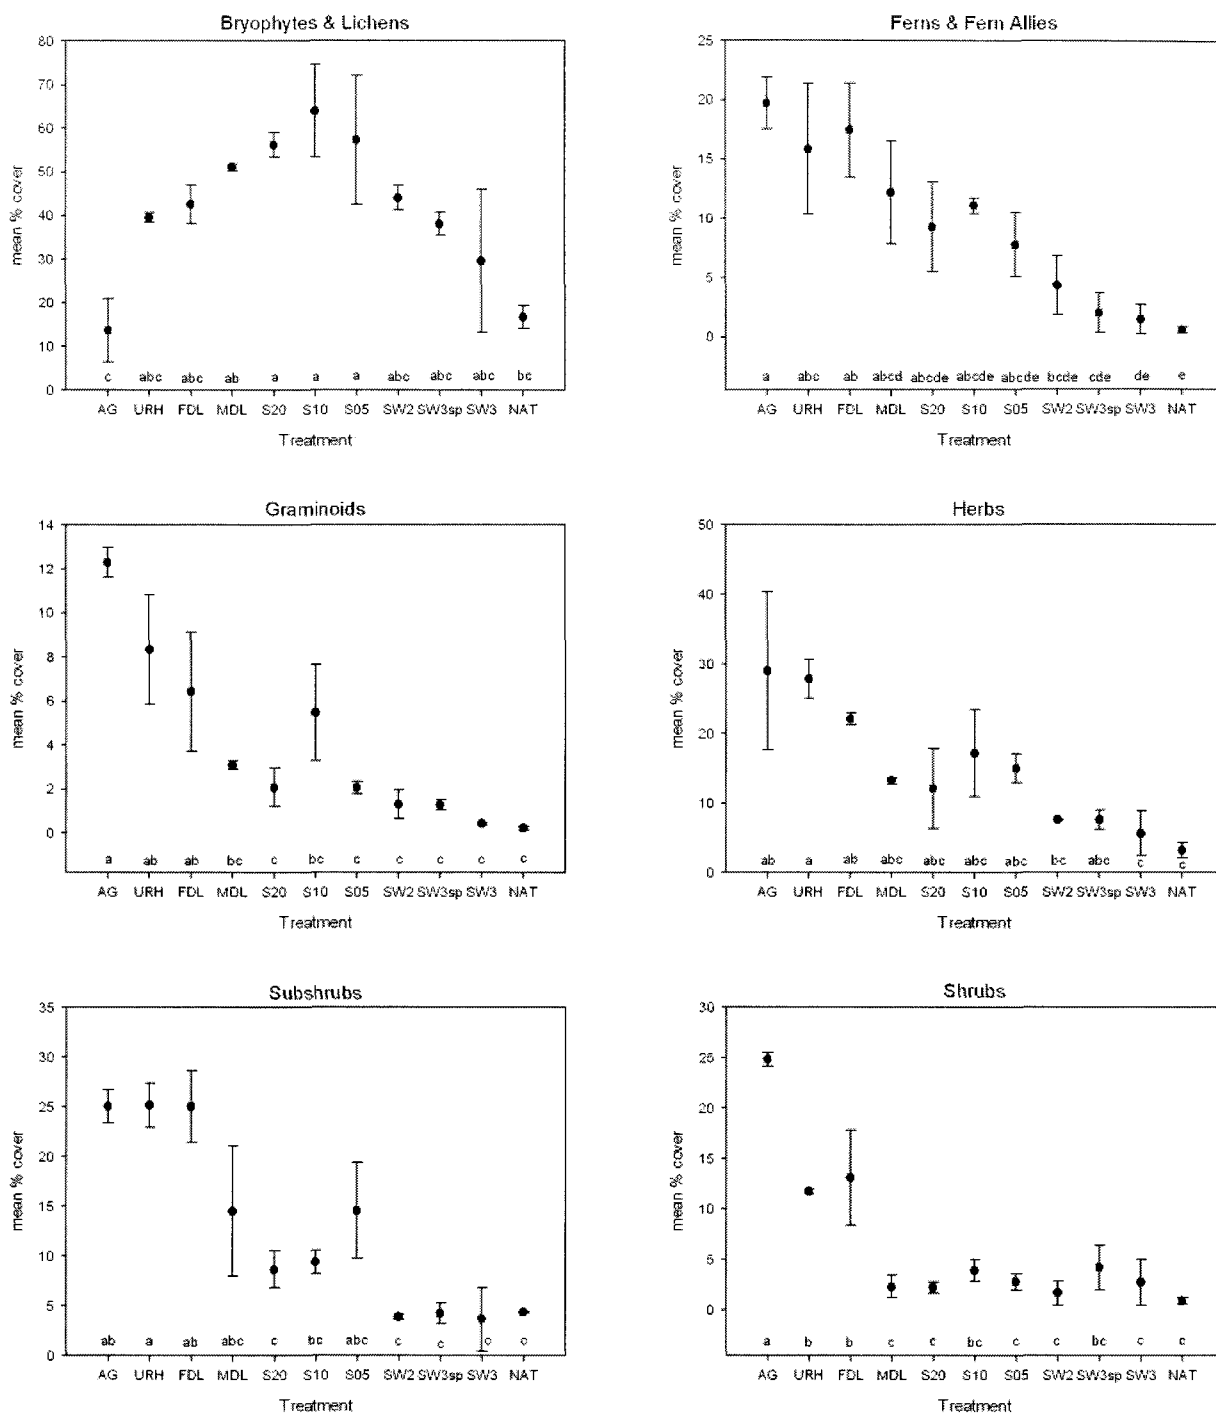 Bryophytes & Lichens
80
70
60
50
40
30
20
10
0
mean % cover
c abc abc ab a a a abc abc abc bc
AG URH FDL MDL S20 S10 S05 SW2 SW3sp SW3 NAT
Treatment
Ferns & Fern Allies
25
20
15
10
5
0
mean % cover
a abc ab abcd abcde abcde abcde bcde cde de e
AG URH FDL MDL S20 S10 S05 SW2 SW3sp SW3 NAT
Treatment
Graminoids
14
12
10
8
6
4
2
0
mean % cover
a ab ab bc c bc c c c c c
AG URH FDL MDL S20 S10 S05 SW2 SW3sp SW3 NAT
Treatment
Herbs
50
40
30
20
10
0
mean % cover
ab a ab abc abc abc abc bc abc c c
AG URH FDL MDL S20 S10 S05 SW2 SW3sp SW3 NAT
Treatment
Subshrubs
35
30
25
20
15
10
5
0
mean % cover
ab a ab abc c bc abc c c c c
AG URH FDL MDL S20 S10 S05 SW2 SW3sp SW3 NAT
Treatment
Shrubs
30
25
20
15
10
5
0
mean % cover
a b b c c bc c c bc c c
AG URH FDL MDL S20 S10 S05 SW2 SW3sp SW3 NAT
Treatment